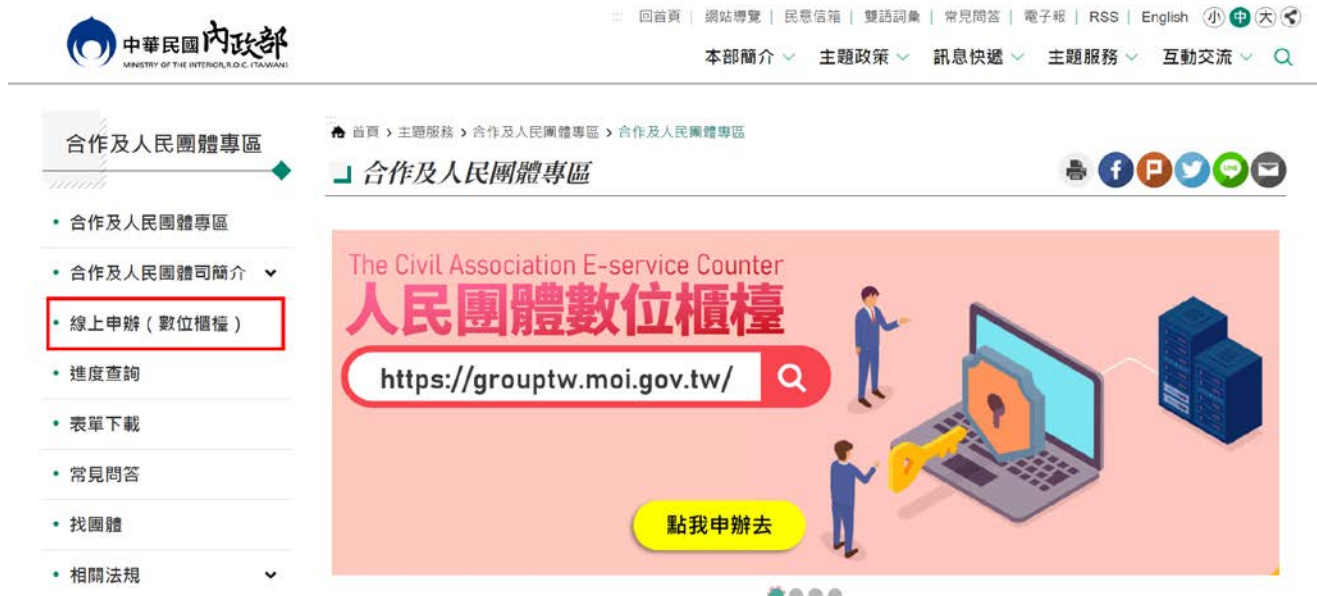 ::: 回首頁 | 網站導覽 | 民意信箱 | 雙語詞彙 | 常見問答 | 電子報 | RSS | English 小 中 大
中華民國內政部
MINISTRY OF THE INTERIOR,R.O.C.(TAIWAN)
本部簡介 主題政策 訊息快遞 主題服務 互動交流
合作及人民團體專區
合作及人民團體專區
合作及人民團體司簡介
線上申辦(數位櫃檯)
進度查詢
表單下載
常見問答
找團體
相關法規
:::
首頁 › 主題服務 › 合作及人民團體專區 › 合作及人民團體專區
合作及人民團體專區
The Civil Association E-service Counter
人民團體數位櫃臺
https://grouptw.moi.gov.tw/
點我申辦去